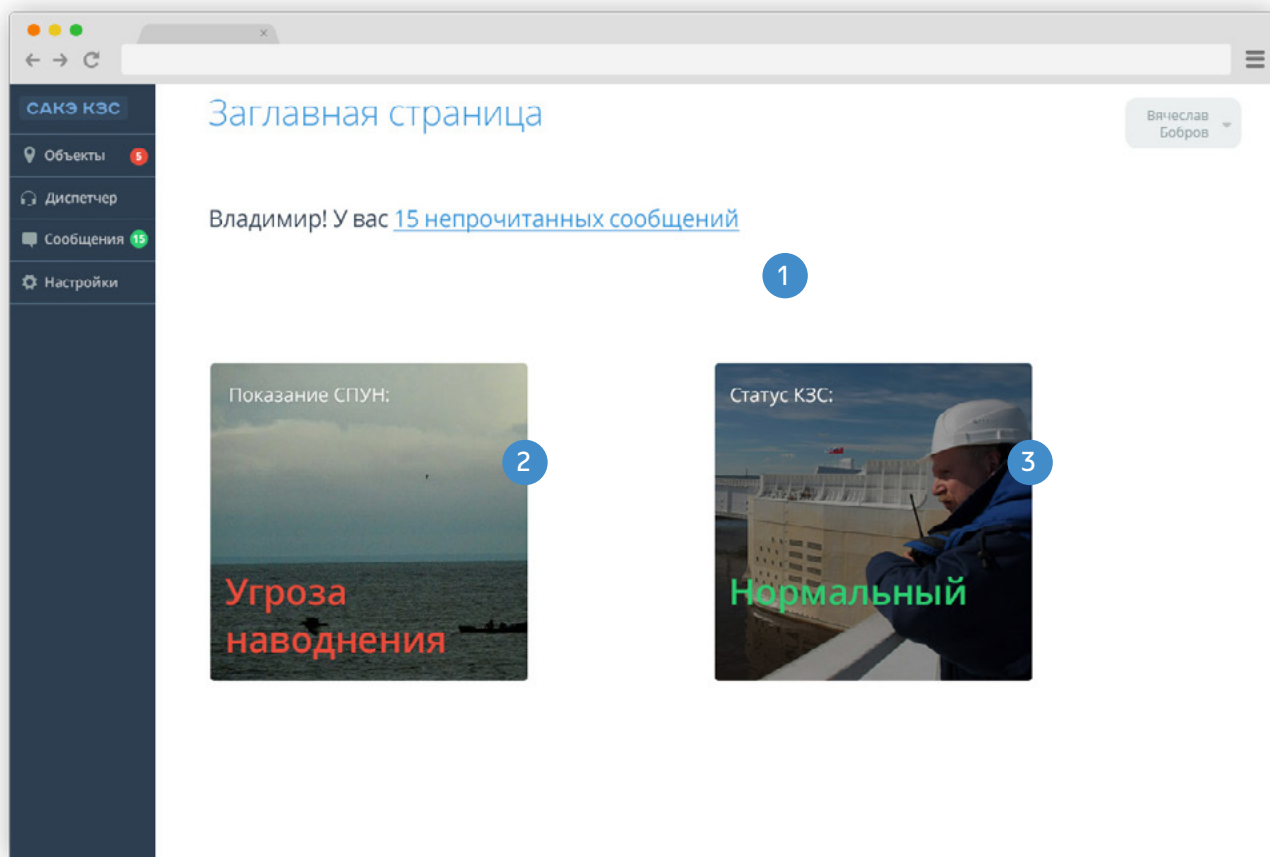 САКЭ КЗС
Объекты 5
Диспетчер
Сообщения 15
Настройки
Заглавная страница
Вячеслав
Бобров
Владимир! У вас 15 непрочитанных сообщений
1
Показание СПУН:
2
Угроза
наводнения
Статус КЗС:
3
Нормальный